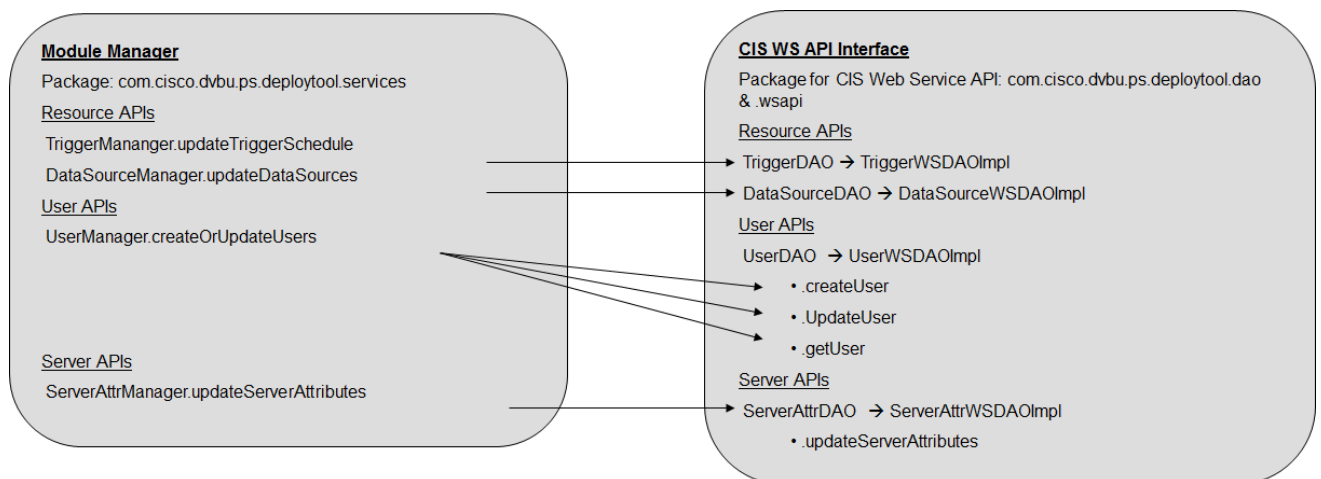 Module Manager
Package: com.cisco.dvbu.ps.deploytool.services
Resource APIs
TriggerMananger.updateTriggerSchedule
DataSourceManager.updateDataSources
User APIs
UserManager.createOrUpdateUsers
Server APIs
ServerAttrManager.updateServerAttributes
CIS WS API Interface
Package for CIS Web Service API: com.cisco.dvbu.ps.deploytool.dao
& .wsapi
Resource APIs
TriggerDAO → TriggerWSDAOImpl
DataSourceDAO → DataSourceWSDAOImpl
User APIs
UserDAO → UserWSDAOImpl
• .createUser
• .UpdateUser
• .getUser
Server APIs
ServerAttrDAO → ServerAttrWSDAOImpl
• .updateServerAttributes